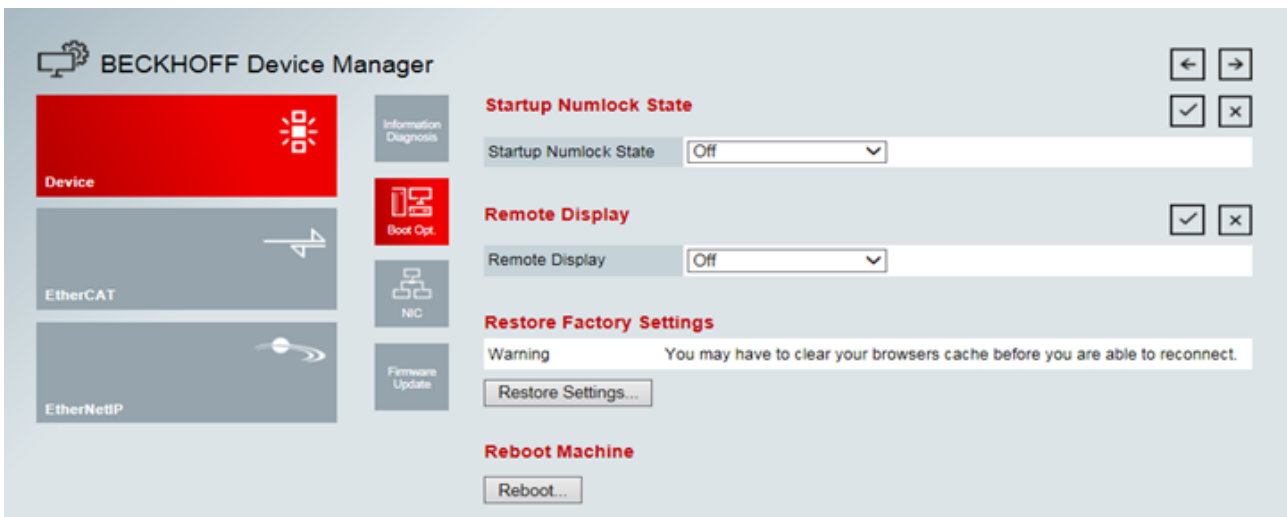 BECKHOFF Device Manager
Device
EtherCAT
EtherNetIP
Information
Diagnosis
Boot Opt.
NIC
Firmware
Update
Startup Numlock State
Startup Numlock State Off
Remote Display
Remote Display Off
Restore Factory Settings
Warning You may have to clear your browsers cache before you are able to reconnect.
Restore Settings...
Reboot Machine
Reboot...